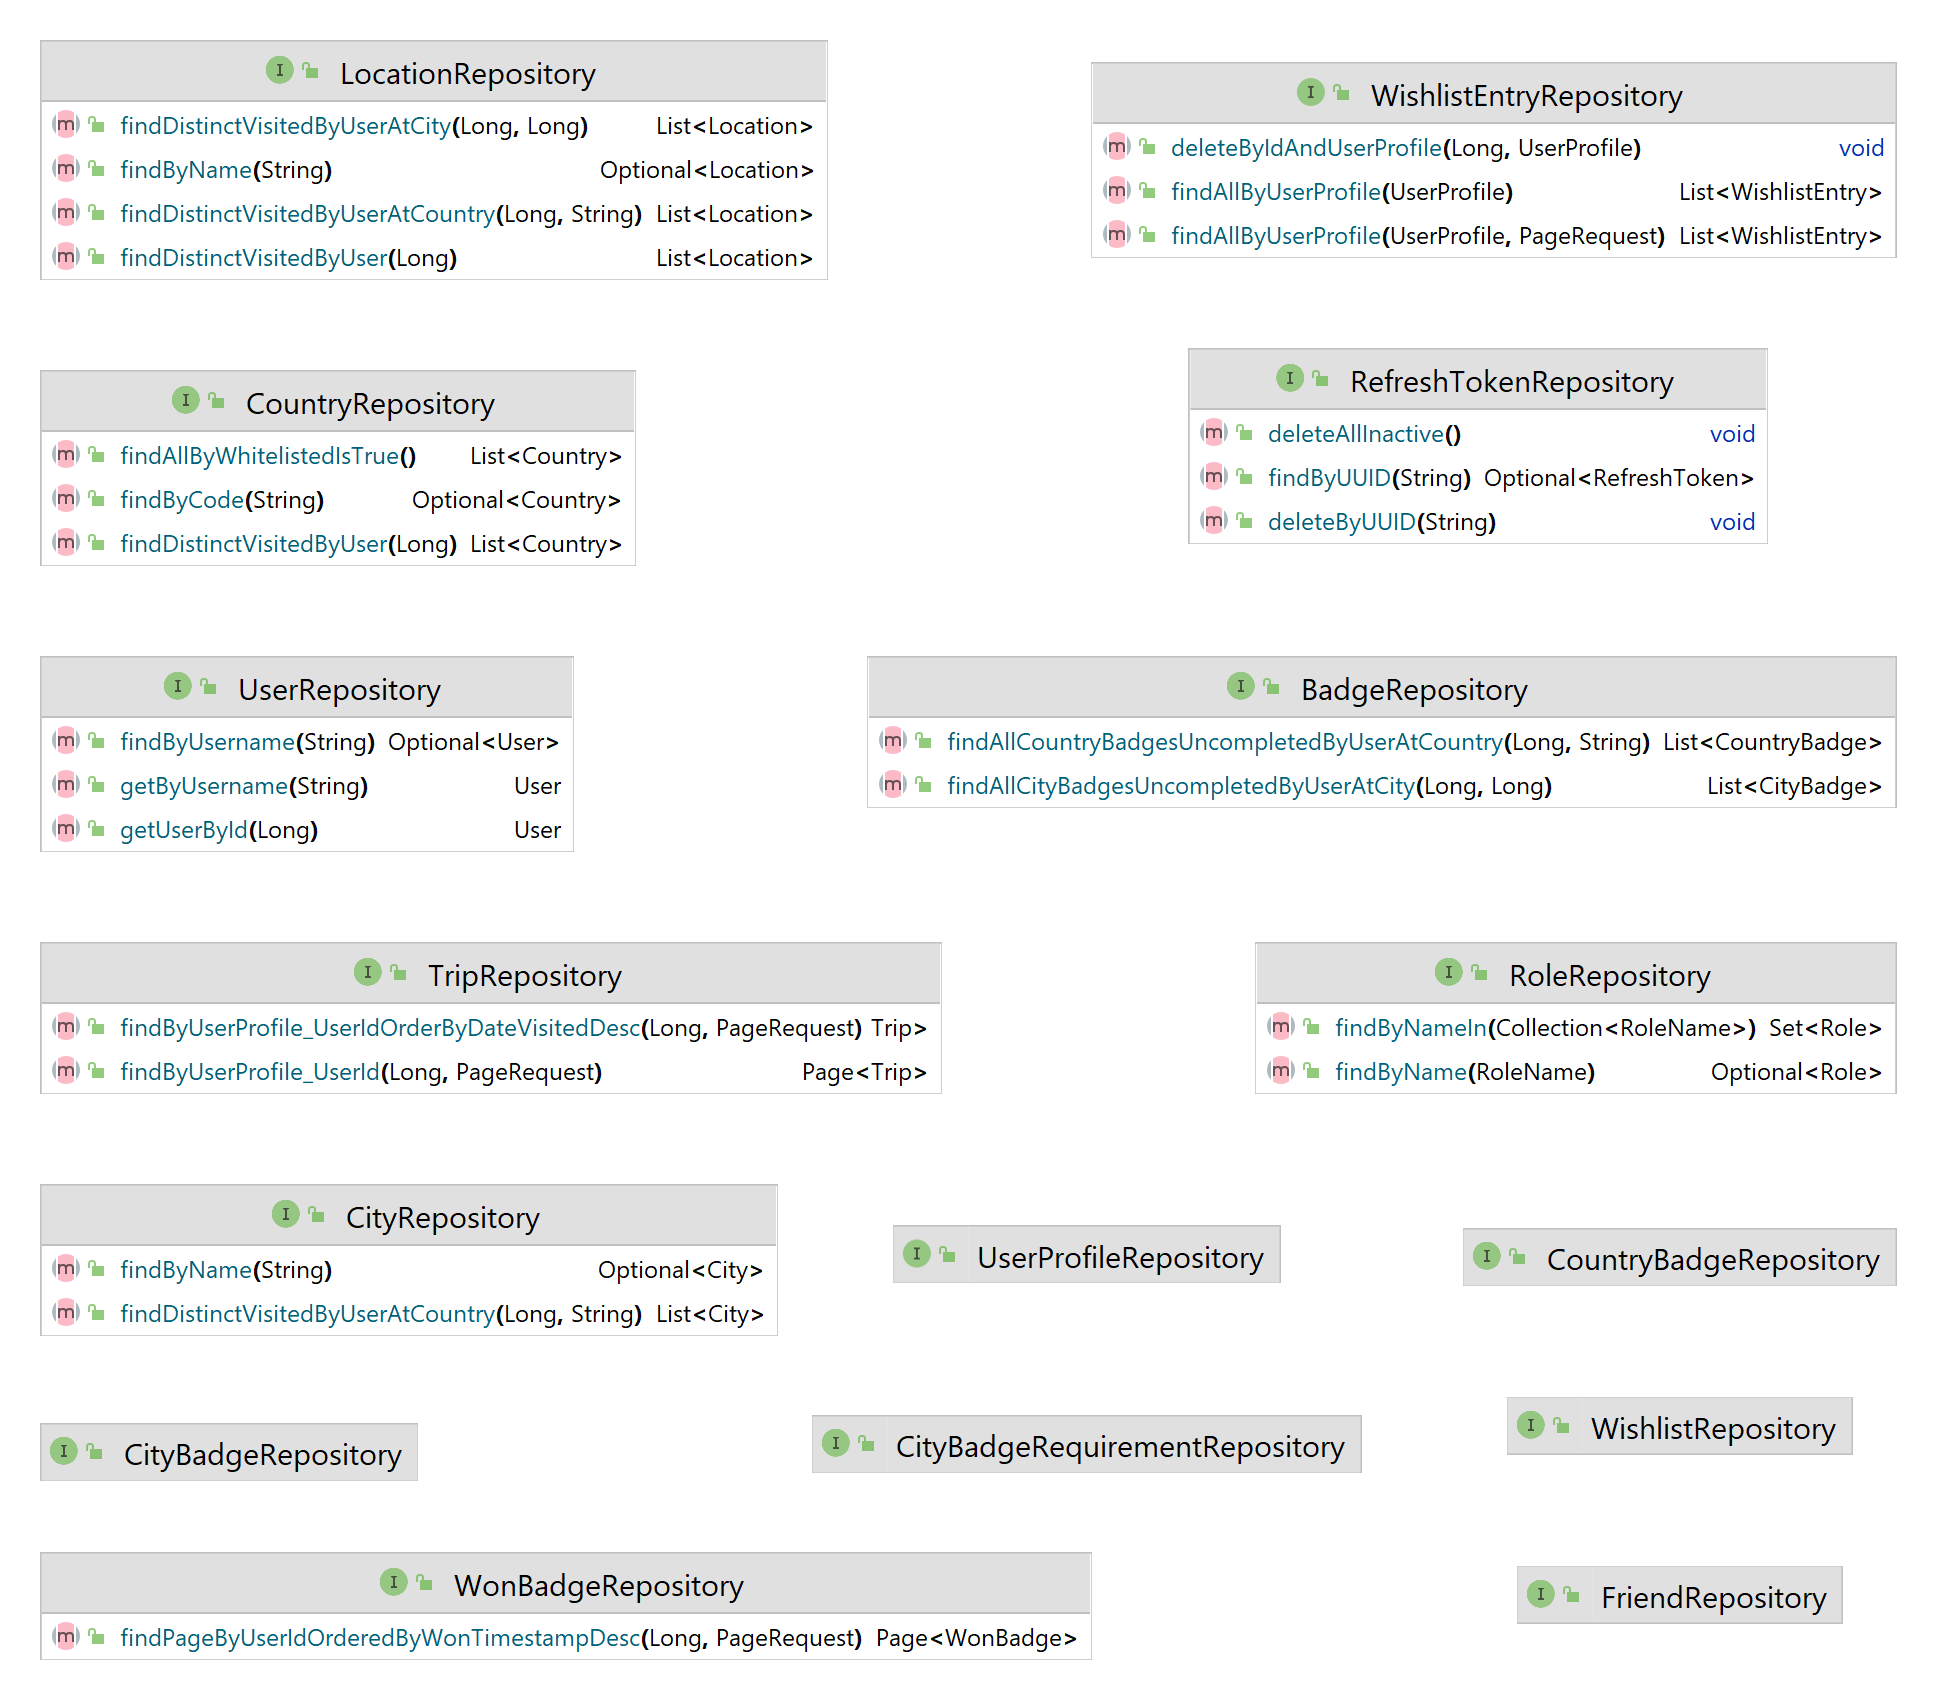 LocationRepository
findDistinctVisitedByUserAtCity(Long, Long) List<Location>
findByName(String) Optional<Location>
findDistinctVisitedByUserAtCountry(Long, String) List<Location>
findDistinctVisitedByUser(Long) List<Location>
WishlistEntryRepository
deleteByIdAndUserProfile(Long, UserProfile) void
findAllByUserProfile(UserProfile) List<WishlistEntry>
findAllByUserProfile(UserProfile, PageRequest) List<WishlistEntry>
CountryRepository
findAllByWhitelistedIsTrue() List<Country>
findByCode(String) Optional<Country>
findDistinctVisitedByUser(Long) List<Country>
RefreshTokenRepository
deleteAllInactive() void
findByUUID(String) Optional<RefreshToken>
deleteByUUID(String) void
UserRepository
findByUsername(String) Optional<User>
getByUsername(String) User
getUserById(Long) User
BadgeRepository
findAllCountryBadgesUncompletedByUserAtCountry(Long, String) List<CountryBadge>
findAllCityBadgesUncompletedByUserAtCity(Long, Long) List<CityBadge>
TripRepository
findByUserProfile_UserIdOrderByDateVisitedDesc(Long, PageRequest) Trip>
findByUserProfile_UserId(Long, PageRequest) Page<Trip>
RoleRepository
findByNameIn(Collection<RoleName>) Set<Role>
findByName(RoleName) Optional<Role>
CityRepository
findByName(String) Optional<City>
findDistinctVisitedByUserAtCountry(Long, String) List<City>
UserProfileRepository
CountryBadgeRepository
CityBadgeRepository
CityBadgeRequirementRepository
WishlistRepository
WonBadgeRepository
findPageByUserIdOrderedByWonTimestampDesc(Long, PageRequest) Page<WonBadge>
FriendRepository